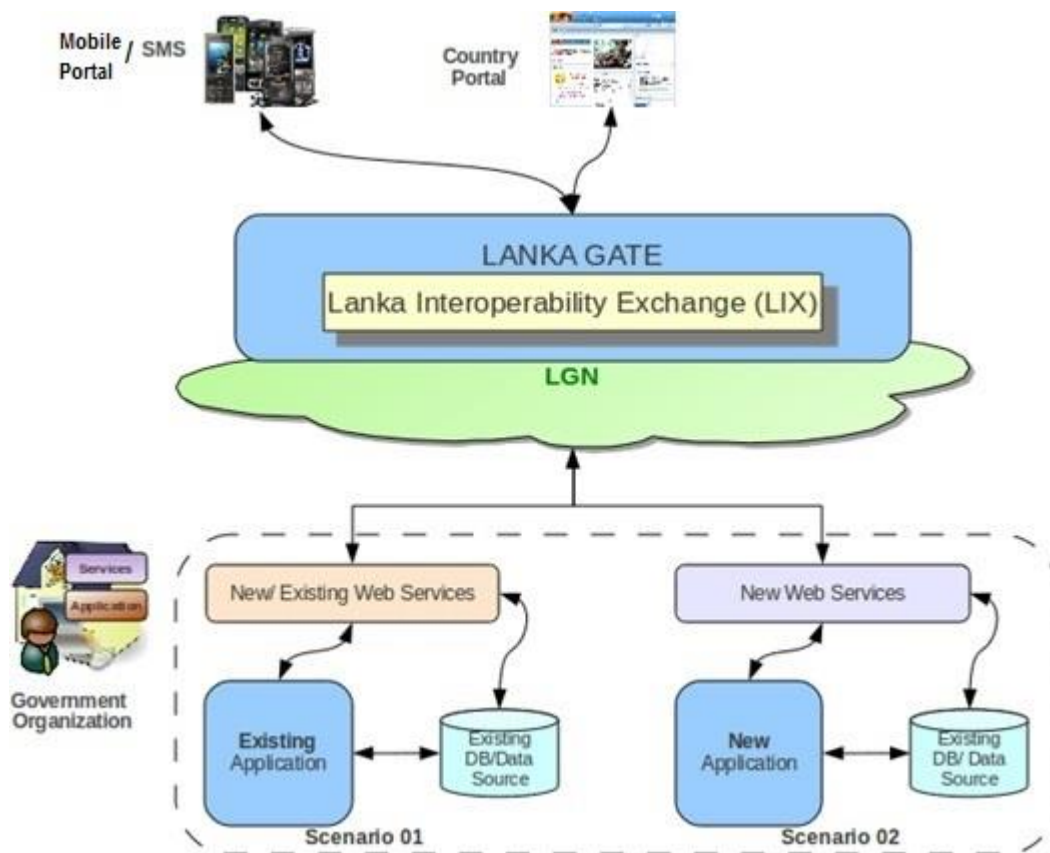 Mobile / SMS
Portal
Country
Portal
LANKA GATE
Lanka Interoperability Exchange (LIX)
LGN
Services
Application
Government
Organization
New/ Existing Web Services
New Web Services
Existing
Application
Existing
DB/Data
Source
New
Application
Existing
DB/ Data
Source
Scenario 01
Scenario 02